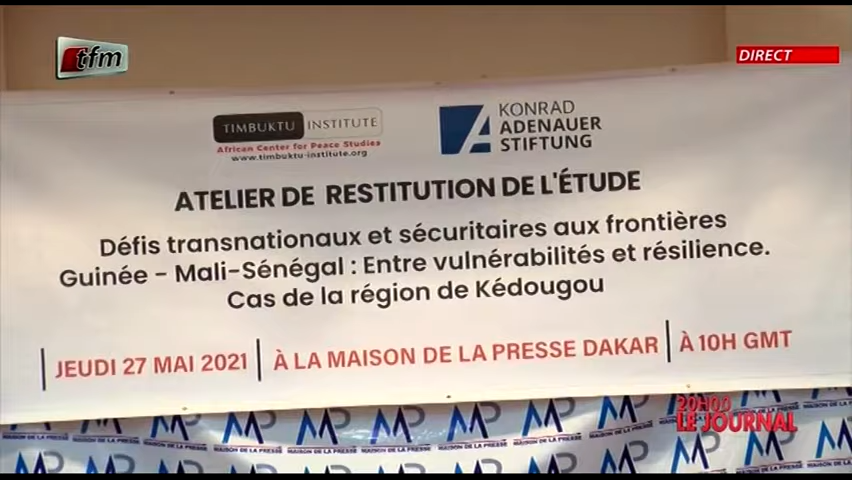 tfm
DIRECT
TIMBUKTU INSTITUTE
African Center for Peace Studies
www.timbuktu-institute.org
KONRAD
ADENAUER
STIFTUNG
ATELIER DE RESTITUTION DE L'ÉTUDE
Défis transnationaux et sécuritaires aux frontières
Guinée - Mali-Sénégal : Entre vulnérabilités et résilience.
Cas de la région de Kédougou
JEUDI 27 MAI 2021 À LA MAISON DE LA PRESSE DAKAR À 10H GMT
20H00
LE JOURNAL
MAISON DE LA PRESSE